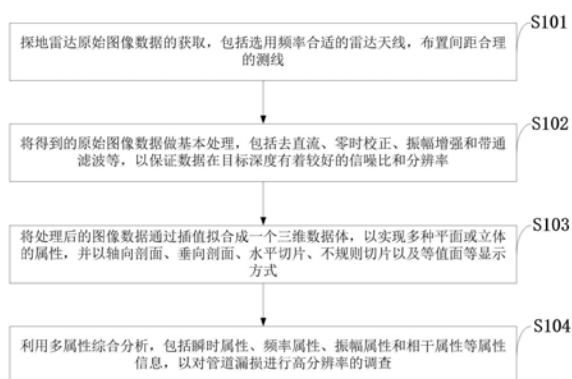 S101
探地雷达原始图像数据的获取，包括选用频率合适的雷达天线，布置间距合理
的测线
S102
将得到的原始图像数据做基本处理，包括去直流、零时校正、振幅增强和带通
滤波等，以保证数据在目标深度有着较好的信噪比和分辨率
S103
将处理后的图像数据通过插值拟合成一个三维数据体，以实现多种平面或立体
的属性，并以轴向剖面、垂向剖面、水平切片、不规则切片以及等值面等显示
方式
S104
利用多属性综合分析，包括瞬时属性、频率属性、振幅属性和相干属性等属性
信息，以对管道漏损进行高分辨率的调查